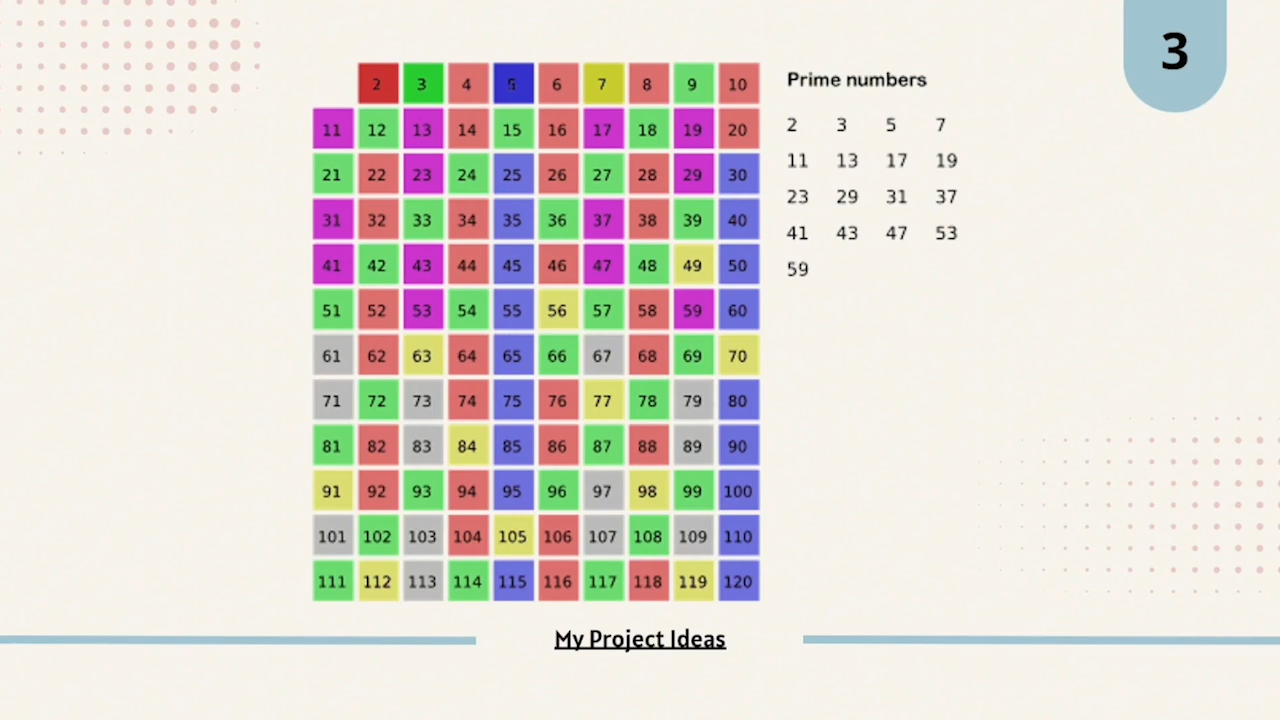 3
2 3 4 5 6 7 8 9 10
11 12 13 14 15 16 17 18 19 20
21 22 23 24 25 26 27 28 29 30
31 32 33 34 35 36 37 38 39 40
41 42 43 44 45 46 47 48 49 50
51 52 53 54 55 56 57 58 59 60
61 62 63 64 65 66 67 68 69 70
71 72 73 74 75 76 77 78 79 80
81 82 83 84 85 86 87 88 89 90
91 92 93 94 95 96 97 98 99 100
101 102 103 104 105 106 107 108 109 110
111 112 113 114 115 116 117 118 119 120
Prime numbers
2 3 5 7
11 13 17 19
23 29 31 37
41 43 47 53
59
My Project Ideas